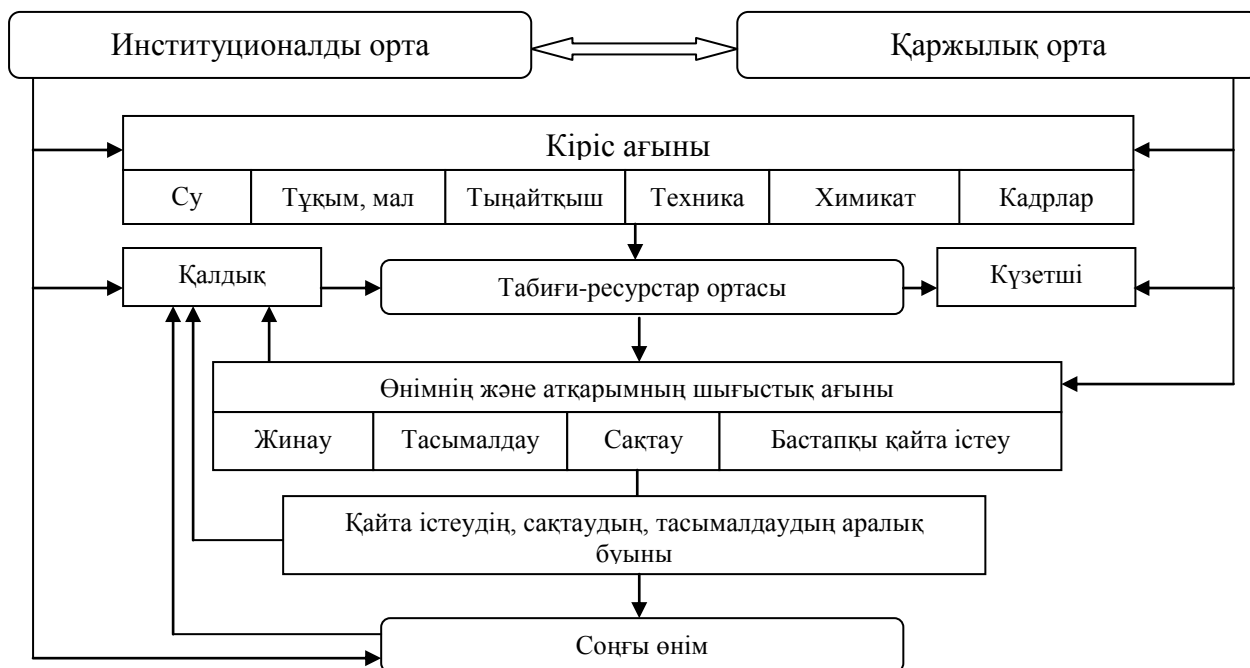 Институционалды орта
Қаржылық орта
Кіріс ағыны
Су
Тұқым, мал
Тыңайтқыш
Техника
Химикат
Кадрлар
Қалдық
Табиғи-ресурстар ортасы
Күзетші
Өнімнің және атқарымның шығыстық ағыны
Жинау
Тасымалдау
Сақтау
Бастапқы қайта істеу
Қайта істеудің, сақтаудың, тасымалдаудың аралық
буыны
Соңғы өнім